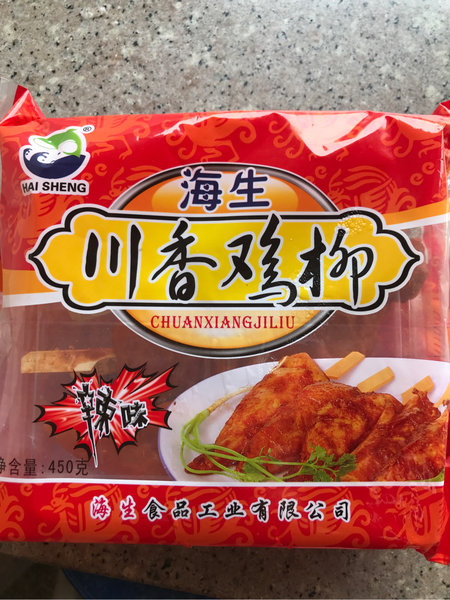 ®
HAI SHENG
海生
川香鸡柳
CHUANXIANGJILIU
辣味
净含量:450克
海生食品工业有限公司